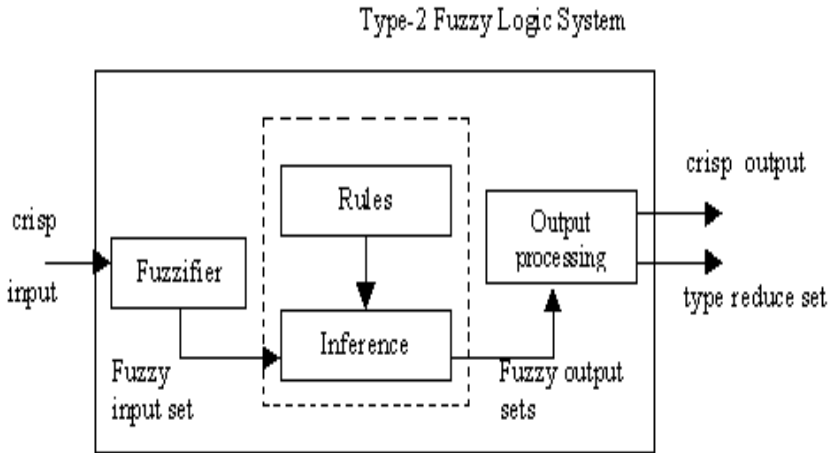 Type-2 Fuzzy Logic System
crisp
input
Fuzzifier
Fuzzy
input set
Rules
Inference
Output
processing
Fuzzy output
sets
crisp output
type reduce set